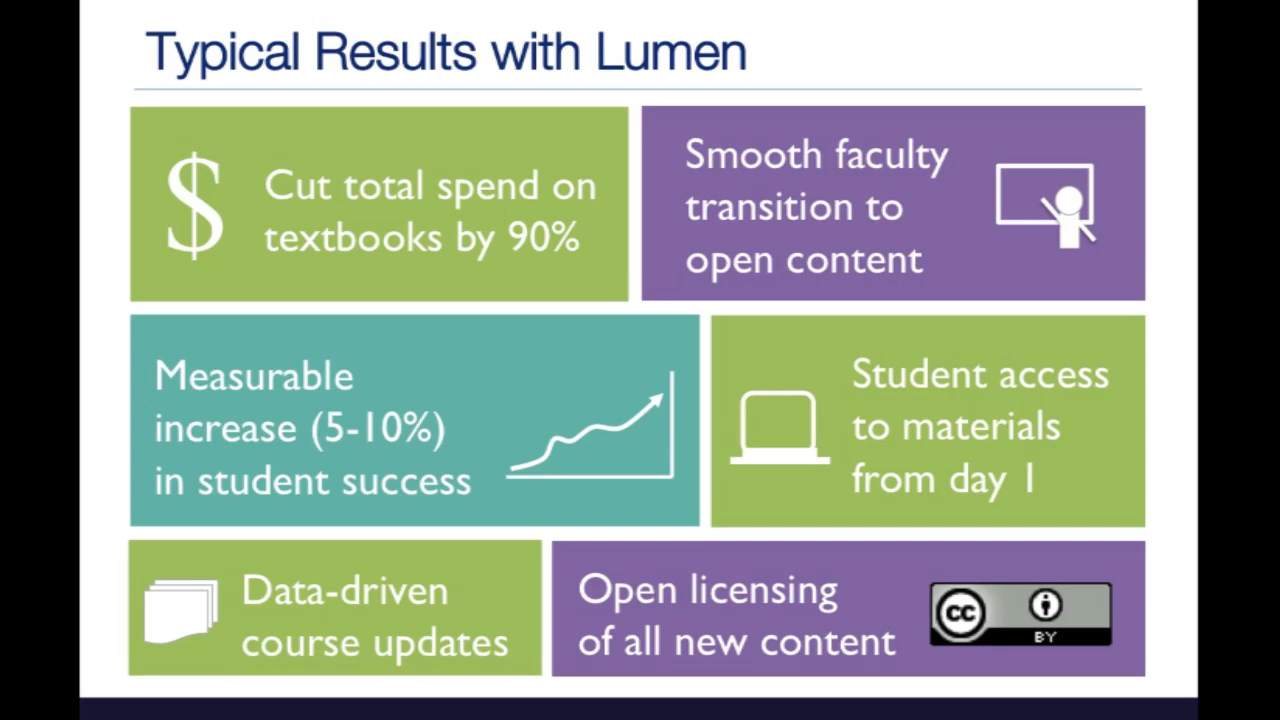 Typical Results with Lumen
$
Cut total spend on
textbooks by 90%
Smooth faculty
transition to
open content
Measurable
increase (5-10%)
in student success
Student access
to materials
from day 1
Data-driven
course updates
Open licensing
of all new content
cc
BY